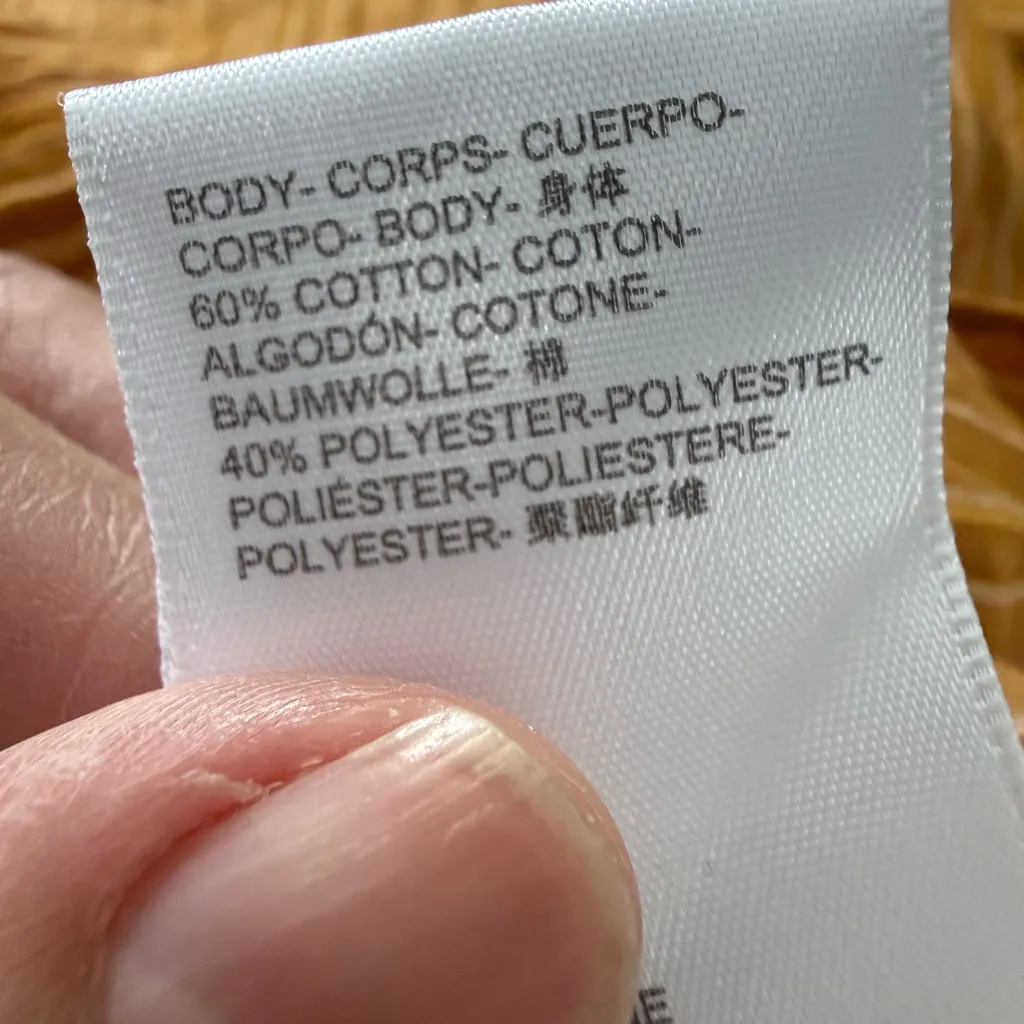 BODY- CORPS- CUERPO-
CORPO- BODY- 身体
60% COTTON- COTON-
ALGODÓN- COTONE-
BAUMWOLLE- 棉
40% POLYESTER-POLYESTER-
POLIÉSTER-POLIESTERE-
POLYESTER- 聚酯纤维